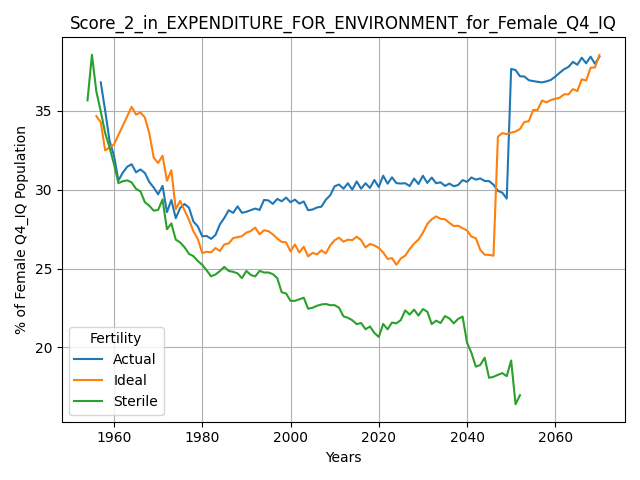 Score_2_in_EXPENDITURE_FOR_ENVIRONMENT_for_Female_Q4_IQ
% of Female Q4_IQ Population
35
30
25
20
Fertility
Actual
Ideal
Sterile
1960 1980 2000 2020 2040 2060
Years